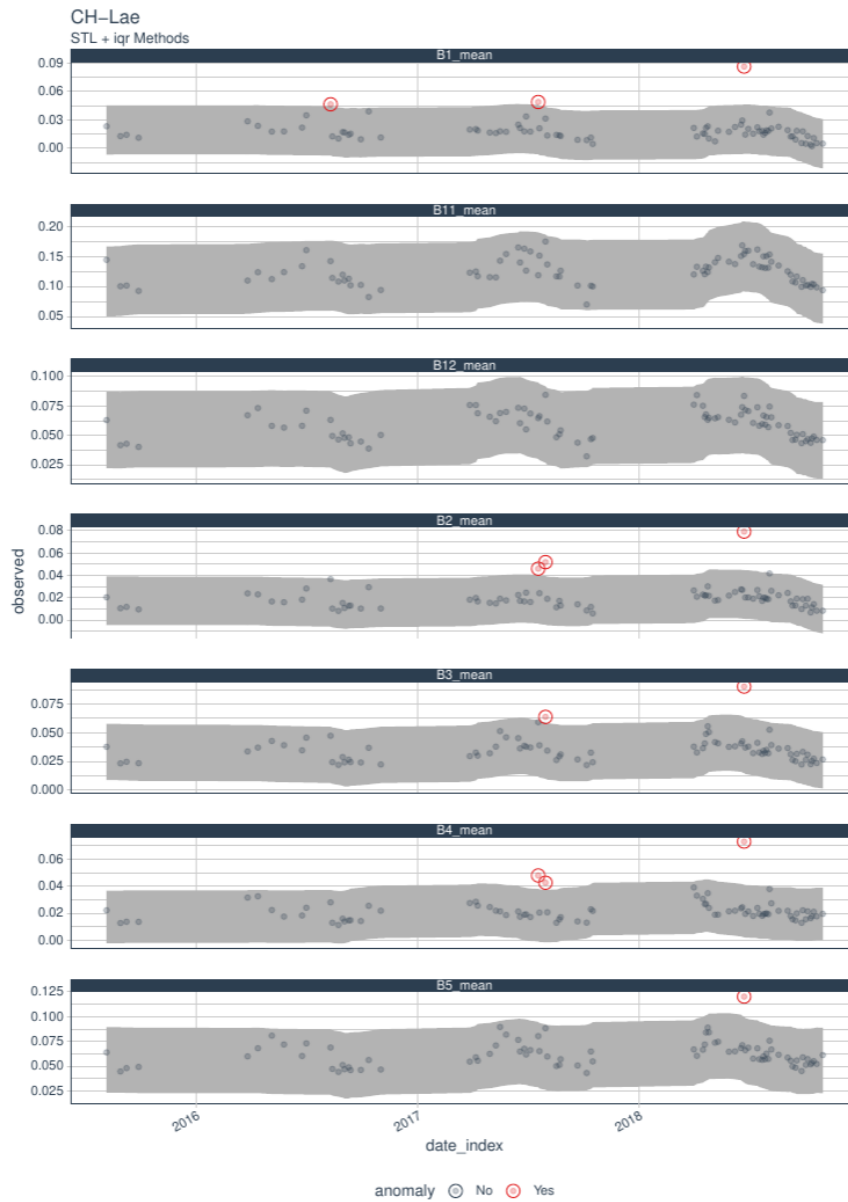 CH−Lae
STL + iqr Methods
B1_mean
0.09
0.06
0.03
0.00
B11_mean
0.20
0.15
0.10
0.05
B12_mean
0.100
0.075
0.050
0.025
B2_mean
0.08
0.06
0.04
0.02
0.00
observed
B3_mean
0.075
0.050
0.025
0.000
B4_mean
0.06
0.04
0.02
0.00
B5_mean
0.125
0.100
0.075
0.050
0.025
2016 2017 2018
date_index
anomaly No Yes